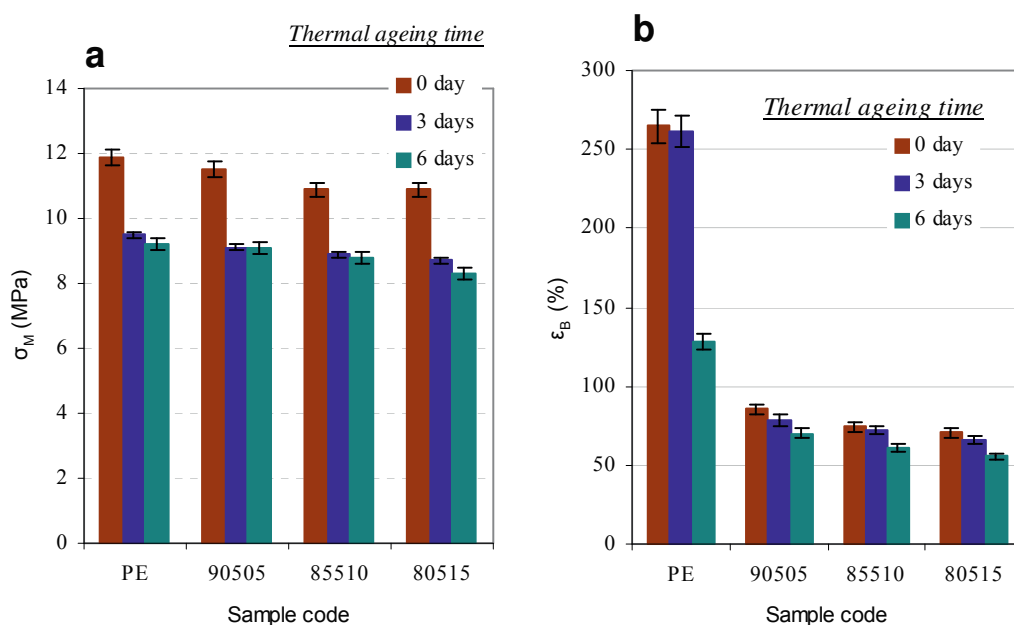 a
Thermal ageing time
0 day
3 days
6 days
14
12
10
8
6
4
2
0
σM (MPa)
PE 90505 85510 80515
Sample code
b
Thermal ageing time
0 day
3 days
6 days
300
250
200
150
100
50
0
εB (%)
PE 90505 85510 80515
Sample code